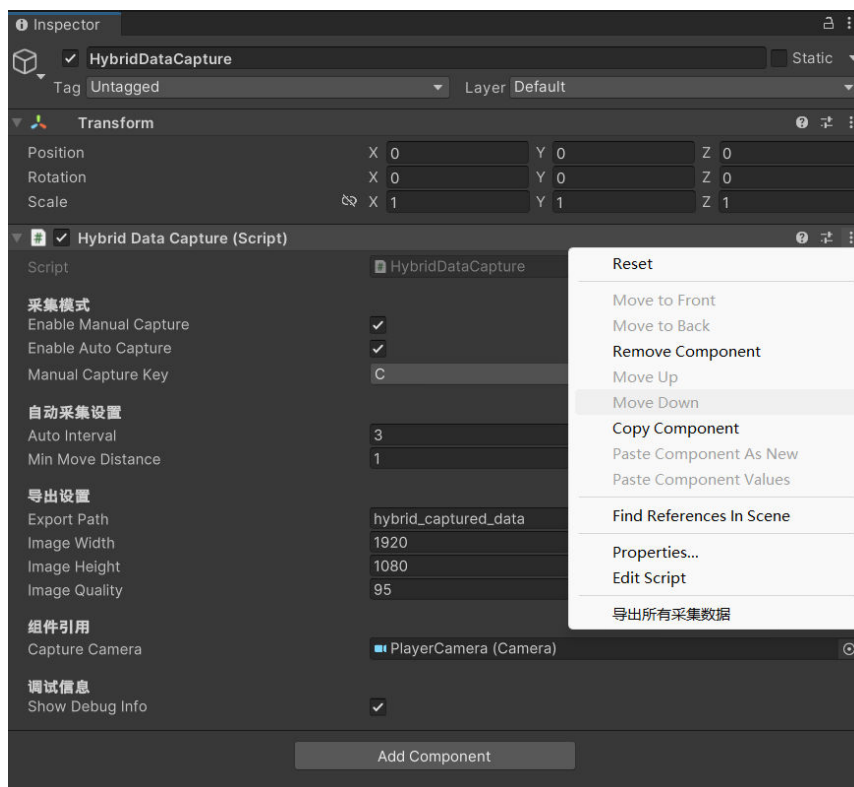 Inspector
HybridDataCapture Static
Tag Untagged Layer Default
Transform
Position X 0 Y 0 Z 0
Rotation X 0 Y 0 Z 0
Scale X 1 Y 1 Z 1
# Hybrid Data Capture (Script)
Script # HybridDataCapture
采集模式
Enable Manual Capture
Enable Auto Capture
Manual Capture Key C
自动采集设置
Auto Interval 3
Min Move Distance 1
导出设置
Export Path hybrid_captured_data
Image Width 1920
Image Height 1080
Image Quality 95
组件引用
Capture Camera PlayerCamera (Camera)
调试信息
Show Debug Info
Add Component
Reset
Move to Front
Move to Back
Remove Component
Move Up
Move Down
Copy Component
Paste Component As New
Paste Component Values
Find References In Scene
Properties...
Edit Script
导出所有采集数据